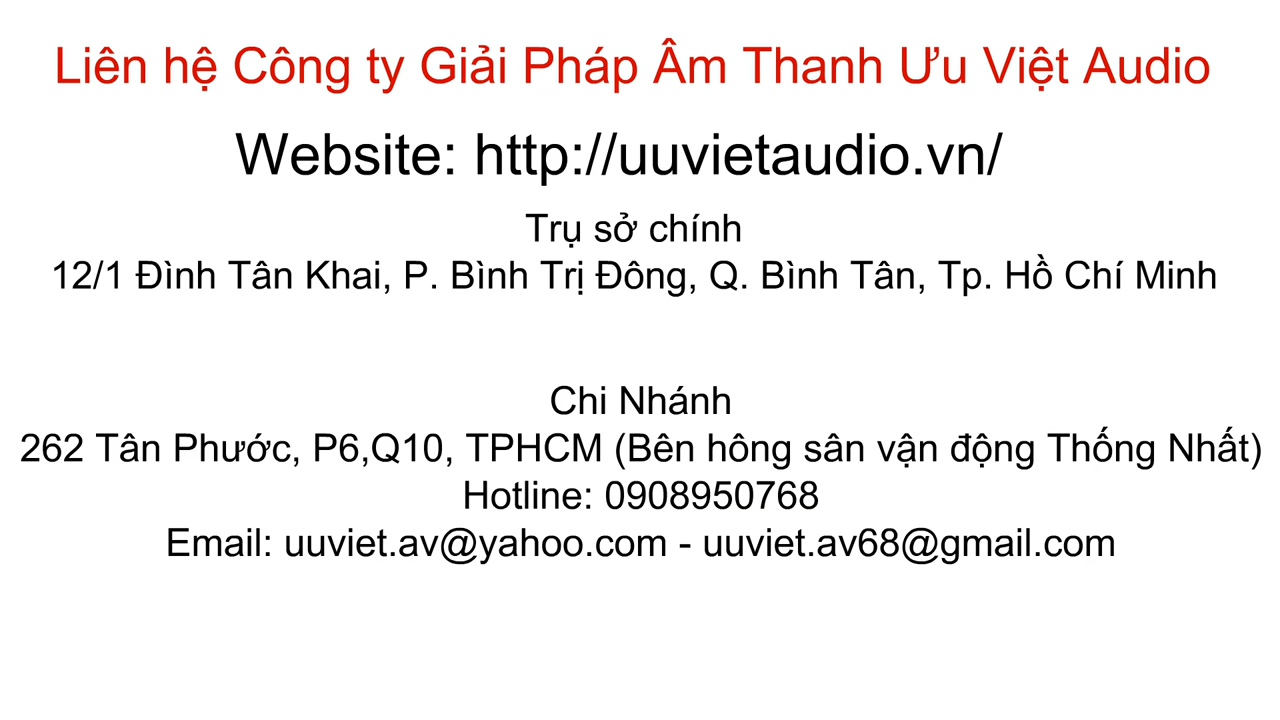 Liên hệ Công ty Giải Pháp Âm Thanh Ưu Việt Audio
Website: http://uuvietaudio.vn/
Trụ sở chính
12/1 Đình Tân Khai, P. Bình Trị Đông, Q. Bình Tân, Tp. Hồ Chí Minh
Chi Nhánh
262 Tân Phước, P6,Q10, TPHCM (Bên hông sân vận động Thống Nhất)
Hotline: 0908950768
Email: uuviet.av@yahoo.com - uuviet.av68@gmail.com